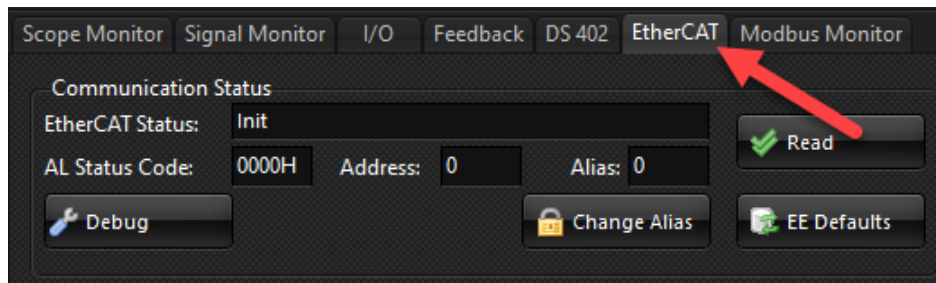 Scope Monitor Signal Monitor I/O Feedback DS 402 EtherCAT Modbus Monitor
Communication Status
EtherCAT Status: Init
Read
AL Status Code: 0000H Address: 0 Alias: 0
Debug Change Alias EE Defaults